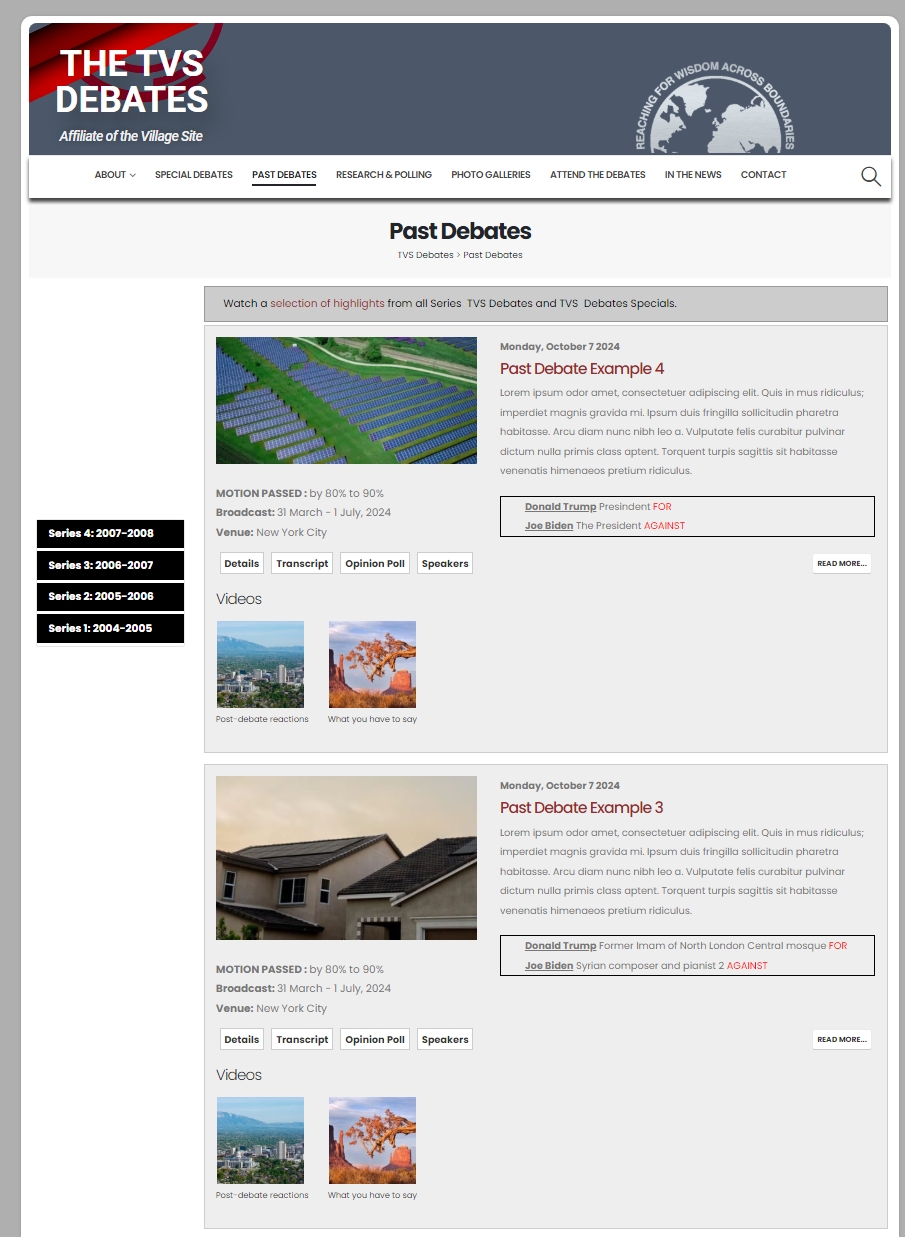 THE TVS
DEBATES
Affiliate of the Village Site
REACHING FOR WISDOM ACROSS BOUNDARIES
ABOUT
SPECIAL DEBATES
PAST DEBATES
RESEARCH & POLLING
PHOTO GALLERIES
ATTEND THE DEBATES
IN THE NEWS
CONTACT
Past Debates
TVS Debates > Past Debates
Series 4: 2007-2008
Series 3: 2006-2007
Series 2: 2005-2006
Series 1: 2004-2005
Watch a selection of highlights from all Series TVS Debates and TVS Debates Specials.
Monday, October 7 2024
Past Debate Example 4
Lorem ipsum odor amet, consectetuer adipiscing elit. Quis in mus ridiculus;
imperdiet magnis gravida mi. Ipsum duis fringilla sollicitudin pharetra
habitasse. Arcu diam nunc nibh leo a. Vulputate felis curabitur pulvinar
dictum nulla primis class aptent. Torquent turpis sagittis sit habitasse
venenatis himenaeos pretium ridiculus.
MOTION PASSED : by 80% to 90%
Broadcast: 31 March - 1 July, 2024
Venue: New York City
Donald Trump Presindent FOR
Joe Biden The President AGAINST
Details
Transcript
Opinion Poll
Speakers
READ MORE...
Videos
Post-debate reactions
What you have to say
Monday, October 7 2024
Past Debate Example 3
Lorem ipsum odor amet, consectetuer adipiscing elit. Quis in mus ridiculus;
imperdiet magnis gravida mi. Ipsum duis fringilla sollicitudin pharetra
habitasse. Arcu diam nunc nibh leo a. Vulputate felis curabitur pulvinar
dictum nulla primis class aptent. Torquent turpis sagittis sit habitasse
venenatis himenaeos pretium ridiculus.
Donald Trump Former Imam of North London Central mosque FOR
Joe Biden Syrian composer and pianist 2 AGAINST
MOTION PASSED : by 80% to 90%
Broadcast: 31 March - 1 July, 2024
Venue: New York City
Details
Transcript
Opinion Poll
Speakers
READ MORE...
Videos
Post-debate reactions
What you have to say